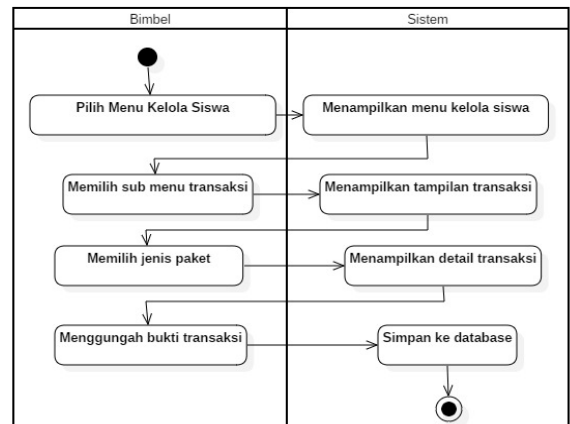 Bimbel
Sistem
Pilih Menu Kelola Siswa
Menampilkan menu kelola siswa
Memilih sub menu transaksi
Menampilkan tampilan transaksi
Memilih jenis paket
Menampilkan detail transaksi
Menggungah bukti transaksi
Simpan ke database